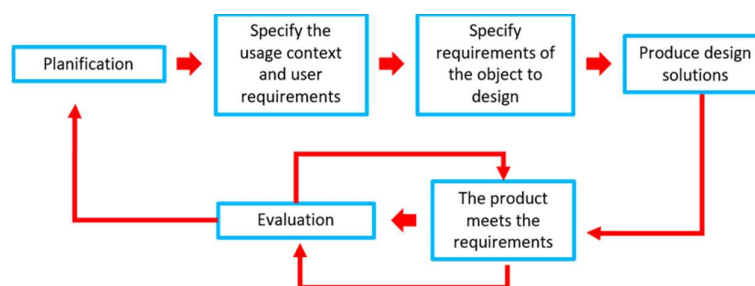 Planification
Specify the
usage context
and user
requirements
Specify
requirements of
the object to
design
Produce design
solutions
Evaluation
The product
meets the
requirements